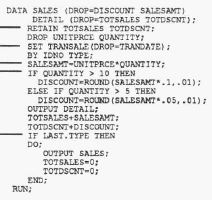 DATA SALES (DROP=DISCOUNT SALESAMT)
DETAIL (DROP=TOTSALES TOTDSCNT);
RETAIN TOTSALES TOTDSCNT;
DROP UNITPRCE QUANTITY;
SET TRANSALE(DROP=TRANDATE);
BY IDNO TYPE;
SALESAMT=UNITPRCE*QUANTITY;
IF QUANTITY > 10 THEN
DISCOUNT=ROUND(SALESAMT*.1,.01);
ELSE IF QUANTITY > 5 THEN
DISCOUNT=ROUND(SALESAMT*.05,.01);
OUTPUT DETAIL;
TOTSALES+SALESAMT;
TOTDSCNT+DISCOUNT;
IF LAST.TYPE THEN
DO;
OUTPUT SALES;
TOTSALES=0;
TOTDSCNT=0;
END;
RUN;